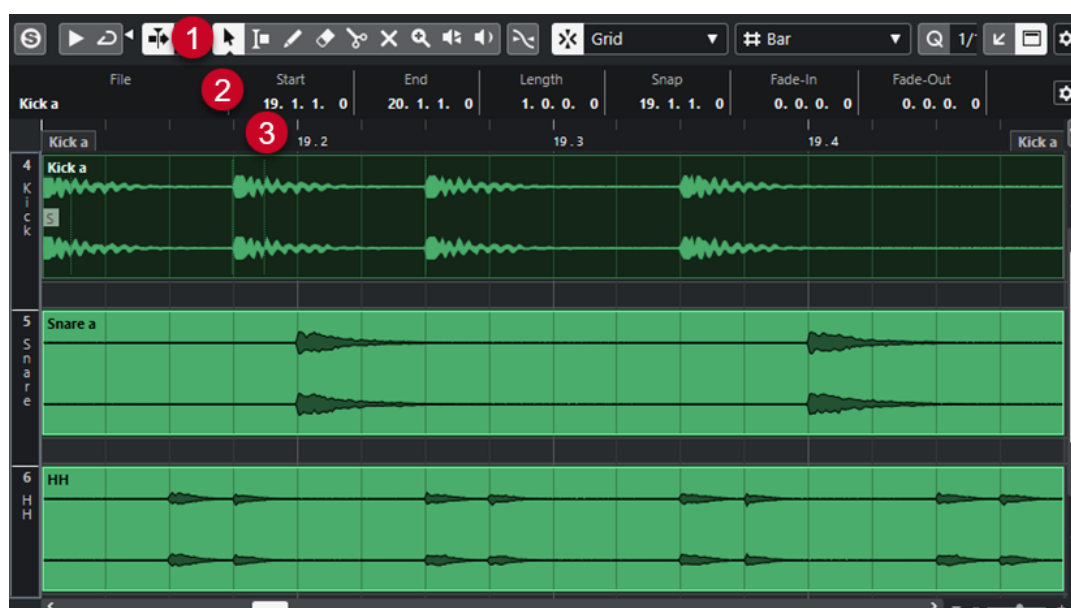 1 Grid Bar Q 1/
File Start End Length Snap Fade-In Fade-Out
2
Kick a 19. 1. 1. 0 20. 1. 1. 0 1. 0. 0. 0 19. 1. 1. 0 0. 0. 0. 0 0. 0. 0. 0
Kick a 3 19.2 19.3 19.4 Kick a
4 Kick a
Kick
S
5 Snare a
Snare
6 HH
HH